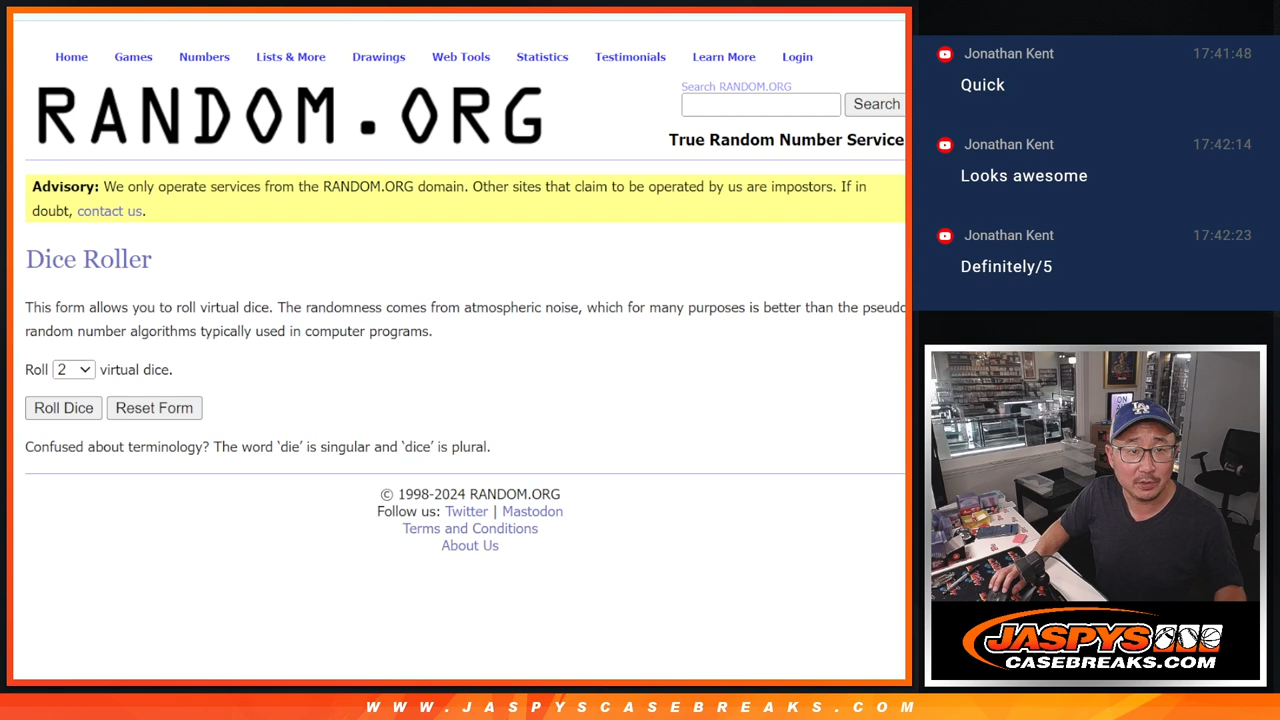 Home Games Numbers Lists & More Drawings Web Tools Statistics Testimonials Learn More Login
RANDOM.ORG
Search RANDOM.ORG
Search
True Random Number Service
Advisory: We only operate services from the RANDOM.ORG domain. Other sites that claim to be operated by us are impostors. If in
doubt, contact us.
Dice Roller
This form allows you to roll virtual dice. The randomness comes from atmospheric noise, which for many purposes is better than the pseudo
random number algorithms typically used in computer programs.
Roll 2 virtual dice.
Roll Dice Reset Form
Confused about terminology? The word ‘die’ is singular and ‘dice’ is plural.
© 1998-2024 RANDOM.ORG
Follow us: Twitter | Mastodon
Terms and Conditions
About Us
Jonathan Kent 17:41:48
Quick
Jonathan Kent 17:42:14
Looks awesome
Jonathan Kent 17:42:23
Definitely/5
LA
JASPYS
CASEBREAKS.COM
WWW.JASPYSCASEBREAKS.COM